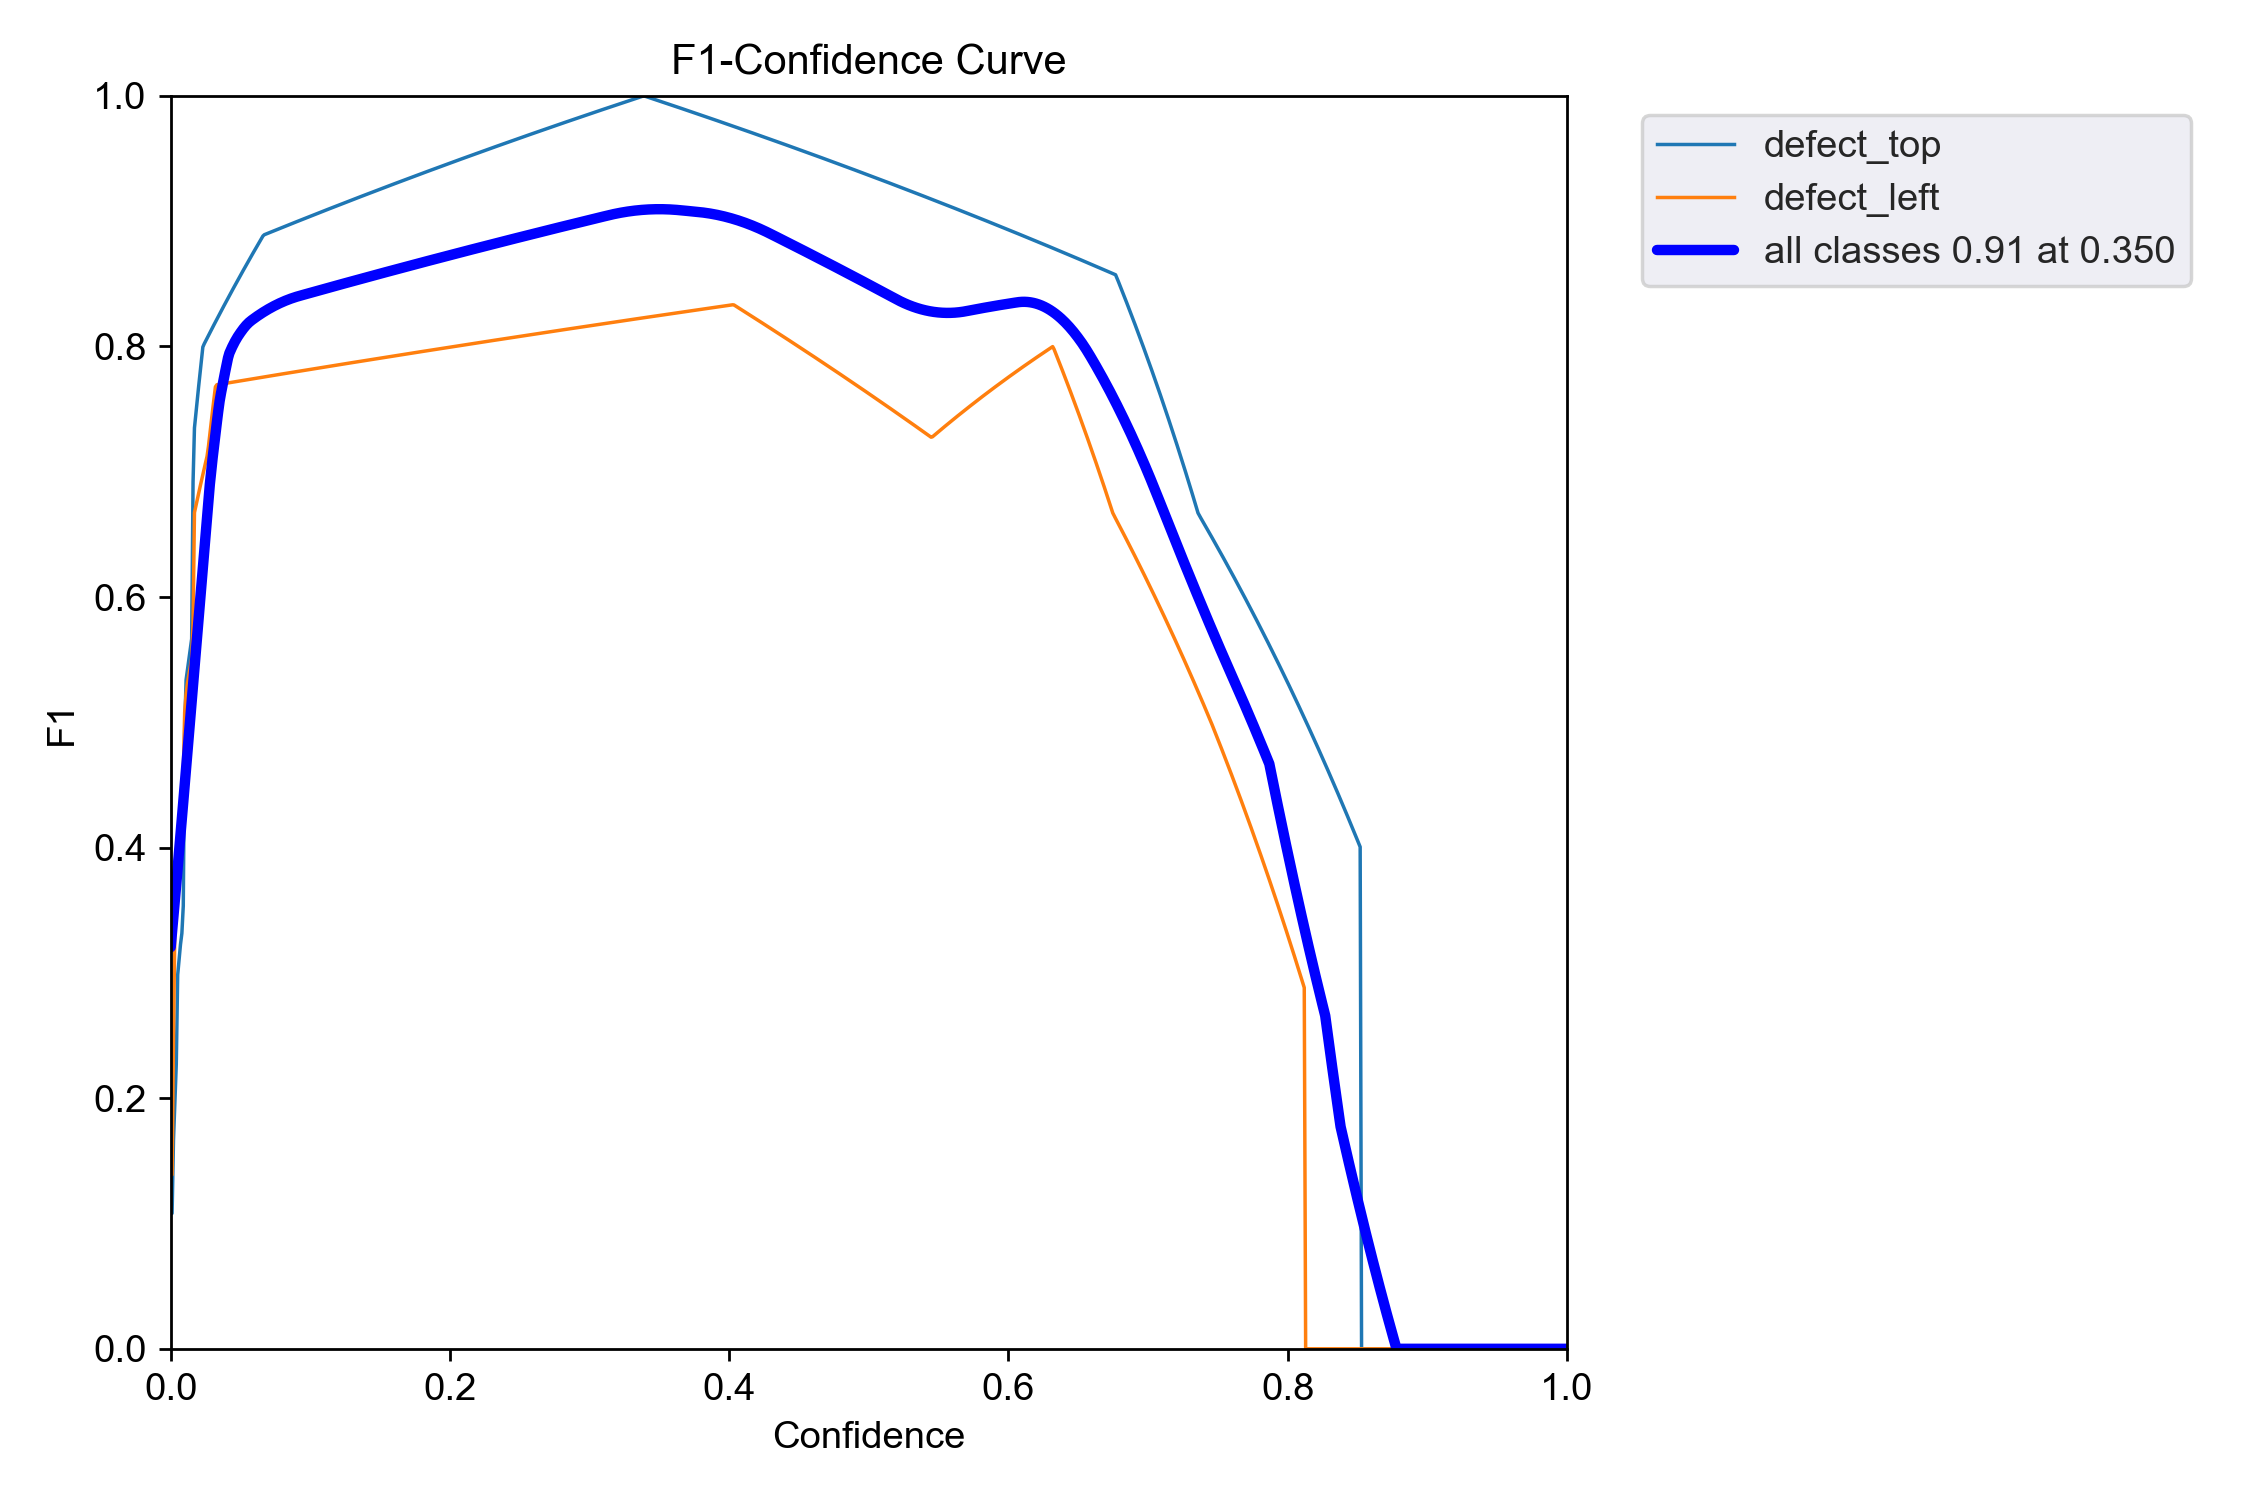 F1-Confidence Curve
1.0
0.8
0.6
0.4
0.2
0.0
F1
0.0 0.2 0.4 0.6 0.8 1.0
Confidence
defect_top
defect_left
all classes 0.91 at 0.350